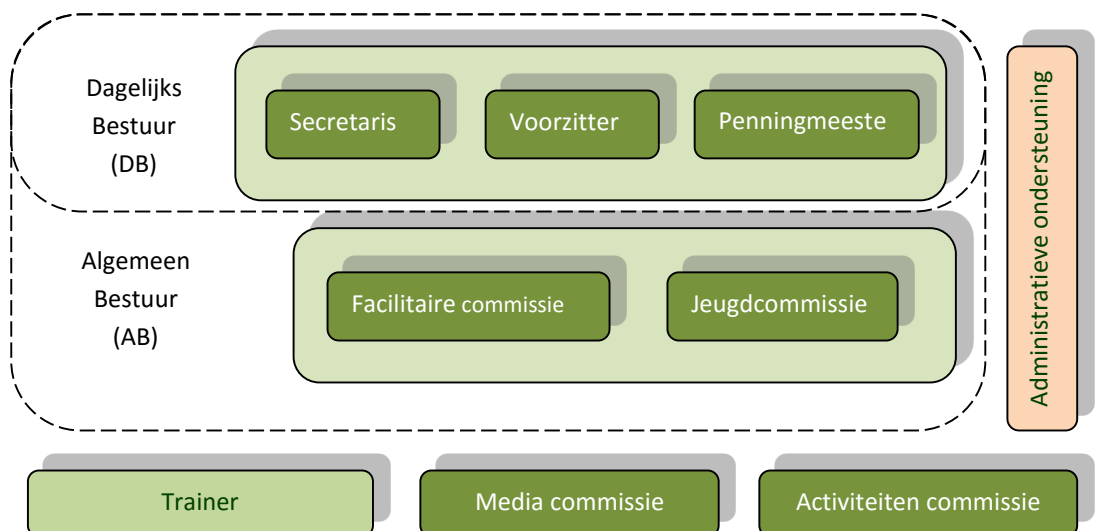 Dagelijks
Bestuur
(DB)
Secretaris
Voorzitter
Penningmeeste
Algemeen
Bestuur
(AB)
Facilitaire commissie
Jeugdcommissie
Administratieve ondersteuning
Trainer
Media commissie
Activiteiten commissie